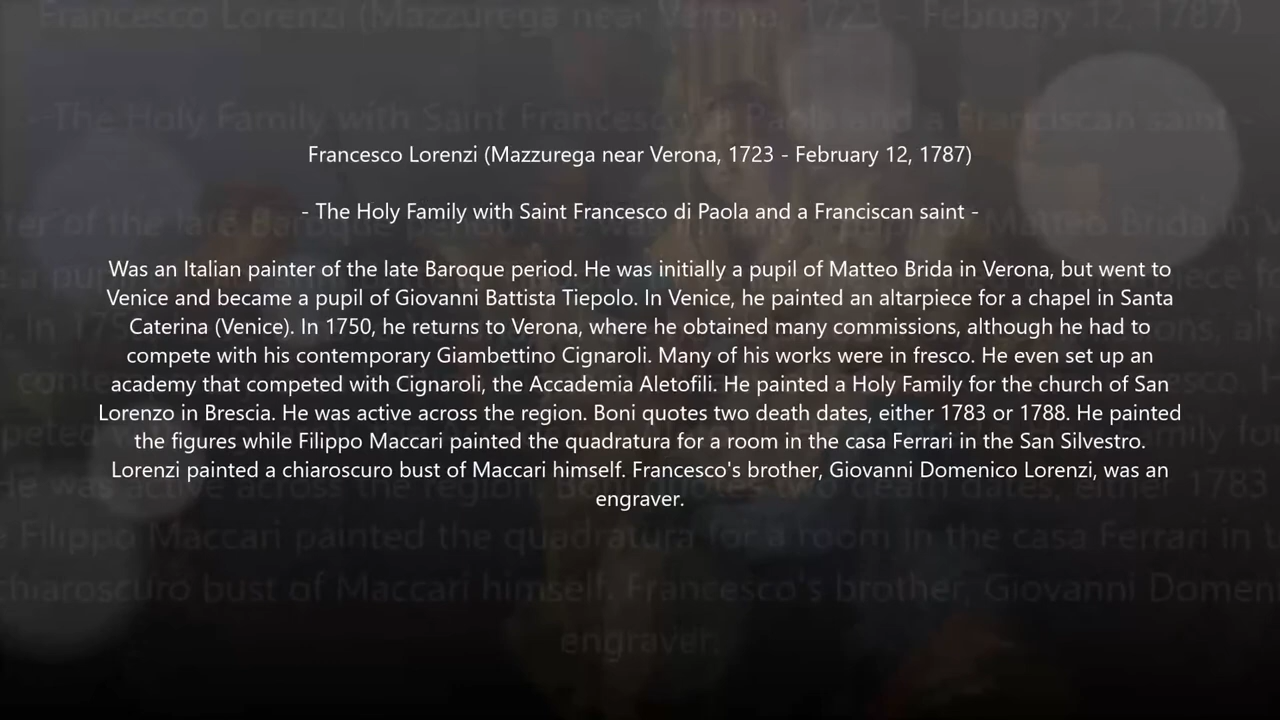 Francesco Lorenzi (Mazzurega near Verona, 1723 - February 12, 1787)
- The Holy Family with Saint Francesco di Paola and a Franciscan saint -
Was an Italian painter of the late Baroque period. He was initially a pupil of Matteo Brida in Verona, but went to
Venice and became a pupil of Giovanni Battista Tiepolo. In Venice, he painted an altarpiece for a chapel in Santa
Caterina (Venice). In 1750, he returns to Verona, where he obtained many commissions, although he had to
compete with his contemporary Giambettino Cignaroli. Many of his works were in fresco. He even set up an
academy that competed with Cignaroli, the Accademia Aletofili. He painted a Holy Family for the church of San
Lorenzo in Brescia. He was active across the region. Boni quotes two death dates, either 1783 or 1788. He painted
the figures while Filippo Maccari painted the quadratura for a room in the casa Ferrari in the San Silvestro.
Lorenzi painted a chiaroscuro bust of Maccari himself. Francesco's brother, Giovanni Domenico Lorenzi, was an
engraver.